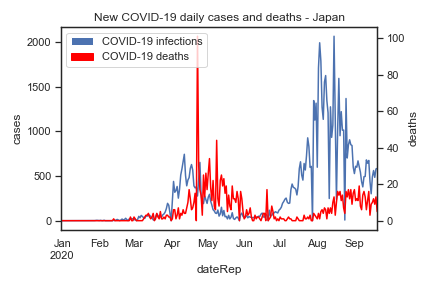 New COVID-19 daily cases and deaths - Japan
COVID-19 infections
COVID-19 deaths
cases
2000
1500
1000
500
0
deaths
100
80
60
40
20
0
Jan Feb Mar Apr May Jun Jul Aug Sep
2020
dateRep